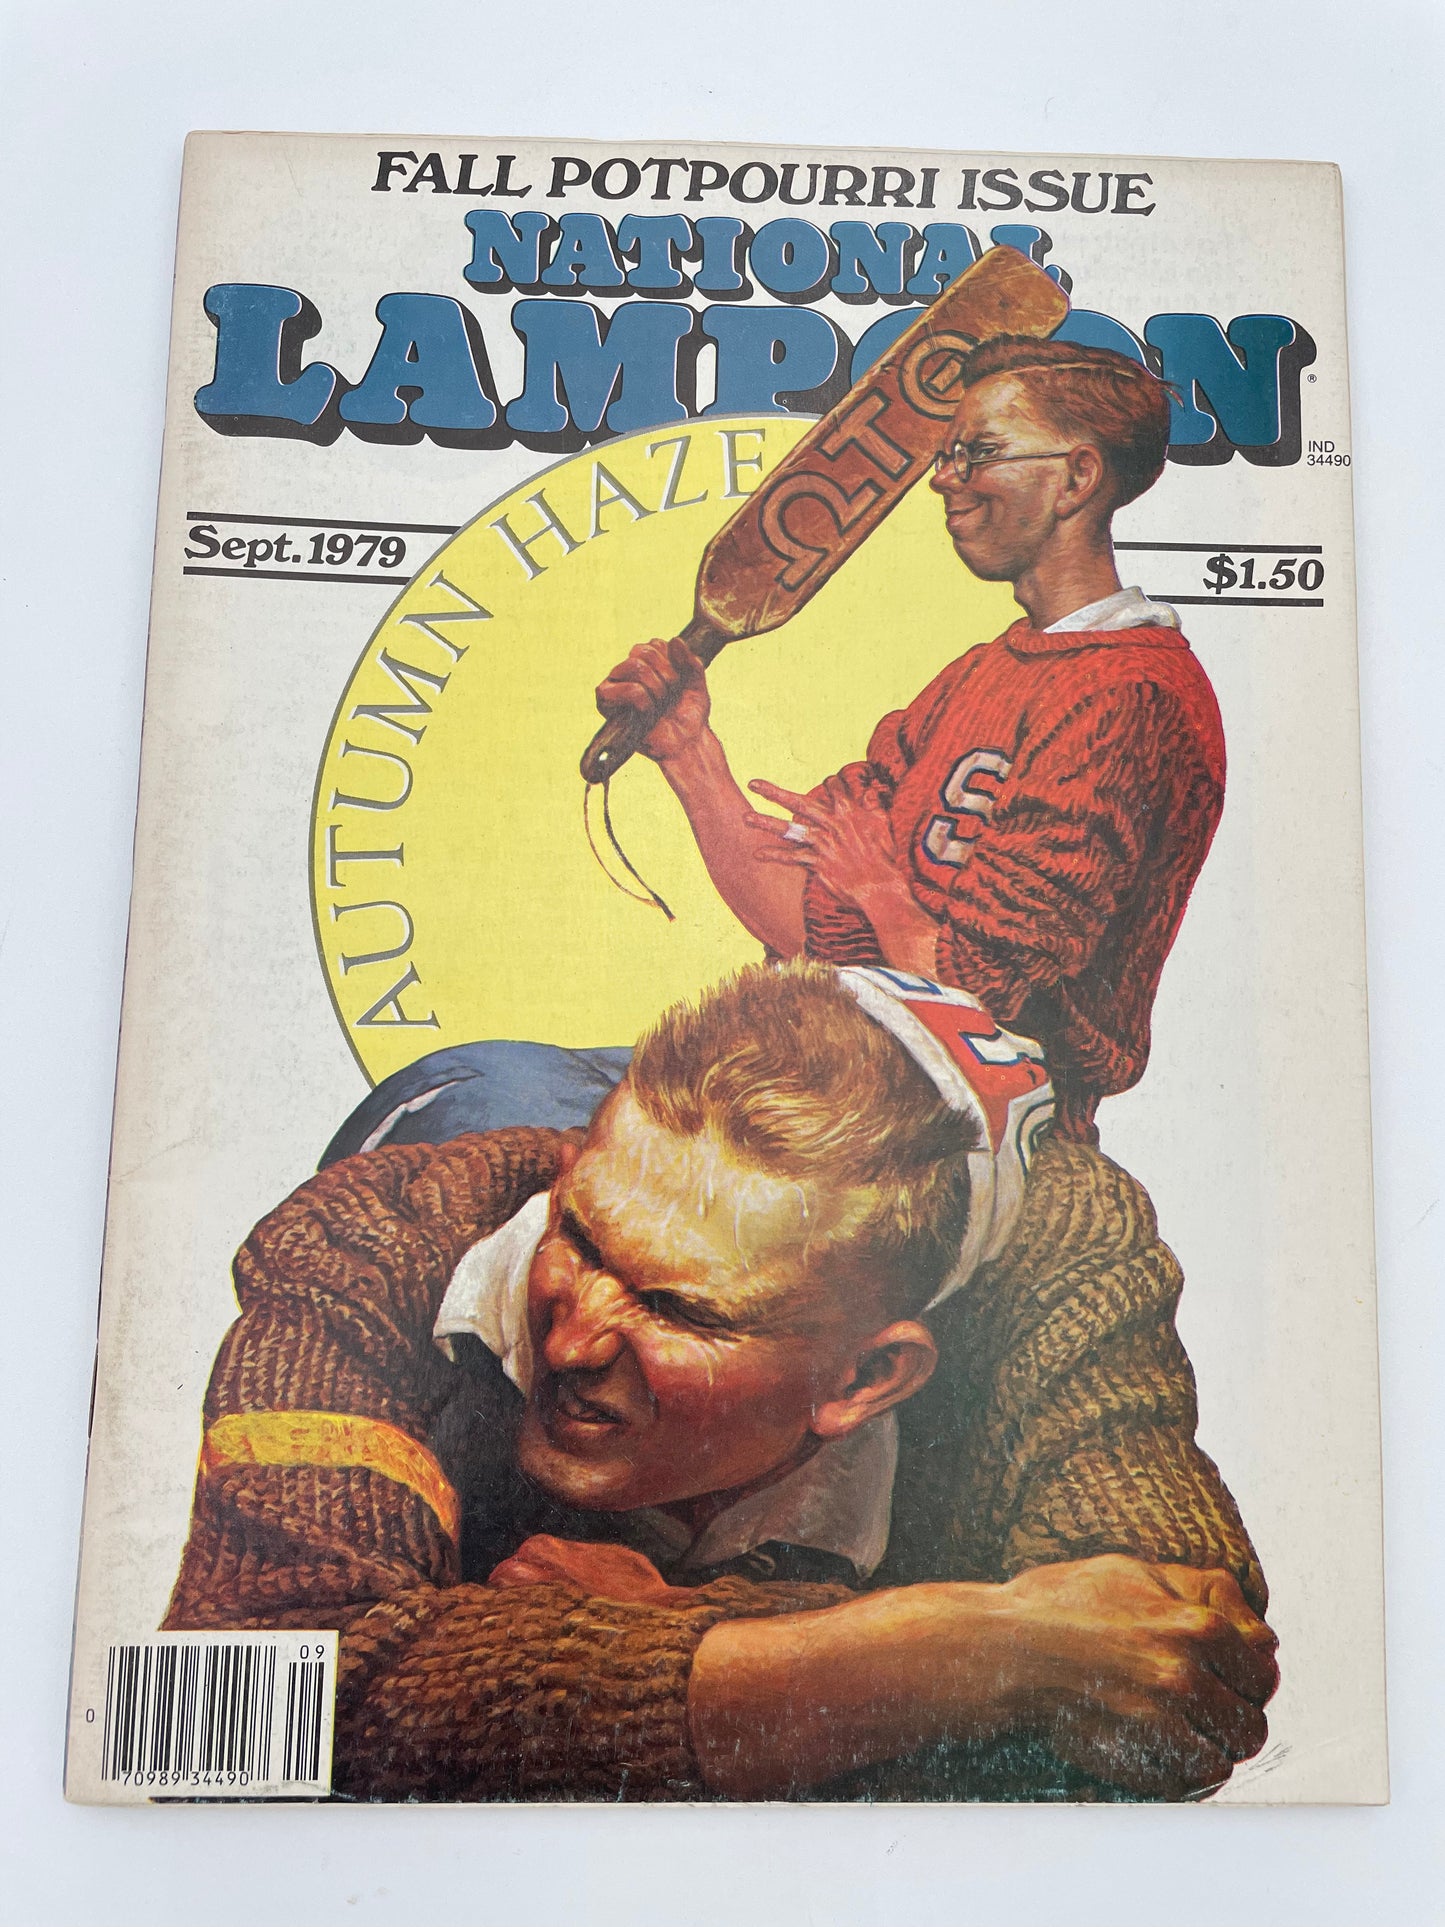 FALL POTPOURRI ISSUE
NATIONAL
LAMPOON
®
IND
34490
Sept. 1979
$1.50
AUTUMN HAZE
ΩΤΘ
S
09
0
70989 34490